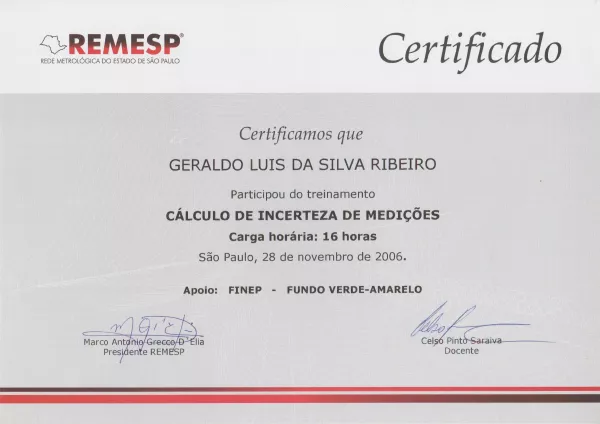 REMESP®
REDE METROLÓGICA DO ESTADO DE SÃO PAULO
Certificado
Certificamos que
GERALDO LUIS DA SILVA RIBEIRO
Participou do treinamento
CÁLCULO DE INCERTEZA DE MEDIÇÕES
Carga horária: 16 horas
São Paulo, 28 de novembro de 2006.
Apoio: FINEP - FUNDO VERDE-AMARELO
Marco Antônio Grecco D´Elia
Presidente REMESP
Celso Pinto Saraiva
Docente